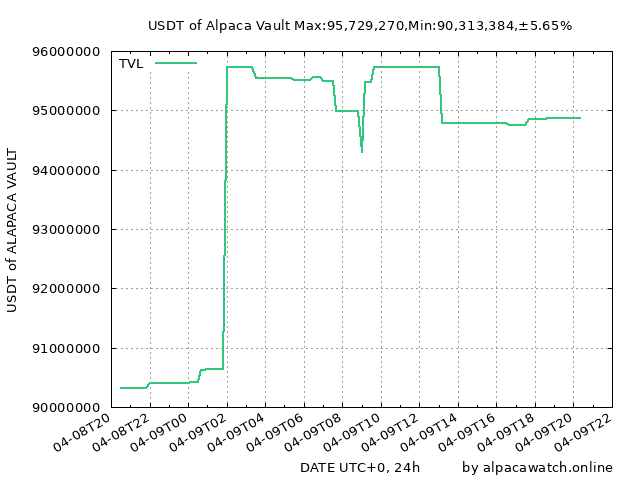 USDT of Alpaca Vault Max:95,729,270,Min:90,313,384,±5.65%
TVL
USDT of ALAPACA VAULT
96000000
95000000
94000000
93000000
92000000
91000000
90000000
04-08T20
04-08T22
04-09T00
04-09T02
04-09T04
04-09T06
04-09T08
04-09T10
04-09T12
04-09T14
04-09T16
04-09T18
04-09T20
04-09T22
DATE UTC+0, 24h
by alpacawatch.online